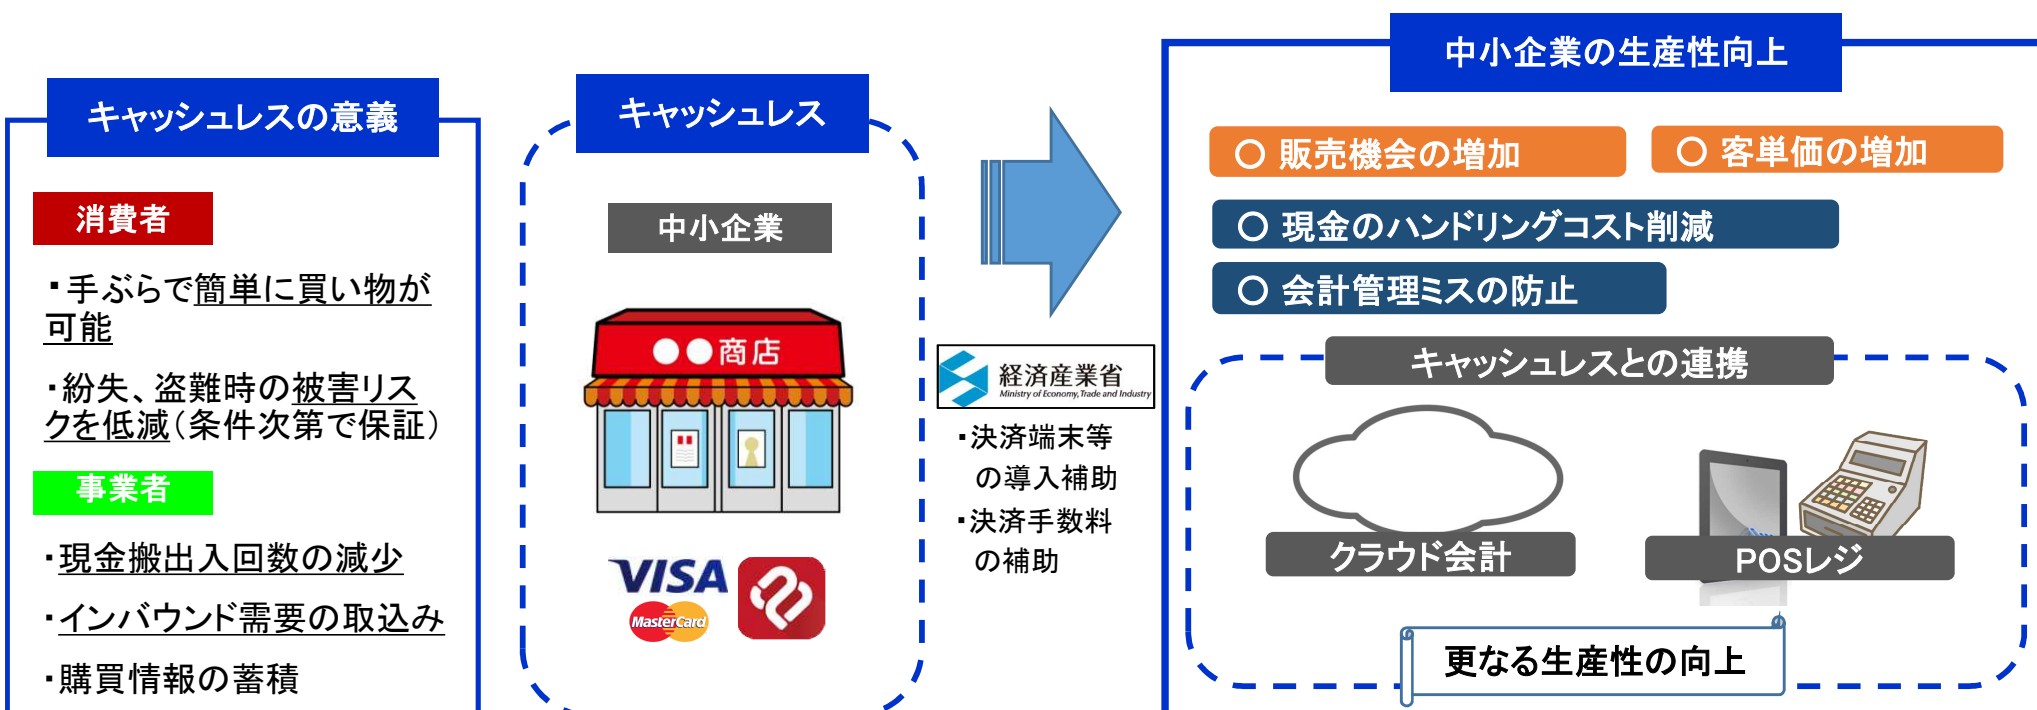 キャッシュレスの意義
消費者
・手ぶらで簡単に買い物が
可能
・紛失、盗難時の被害リス
クを低減（条件次第で保証）
事業者
・現金搬出入回数の減少
・インバウンド需要の取込み
・購買情報の蓄積
キャッシュレス
中小企業
●●商店
VISA
MasterCard
経済産業省
Ministry of Economy, Trade and Industry
・決済端末等
の導入補助
・決済手数料
の補助
中小企業の生産性向上
○ 販売機会の増加
○ 客単価の増加
○ 現金のハンドリングコスト削減
○ 会計管理ミスの防止
キャッシュレスとの連携
クラウド会計
POSレジ
更なる生産性の向上